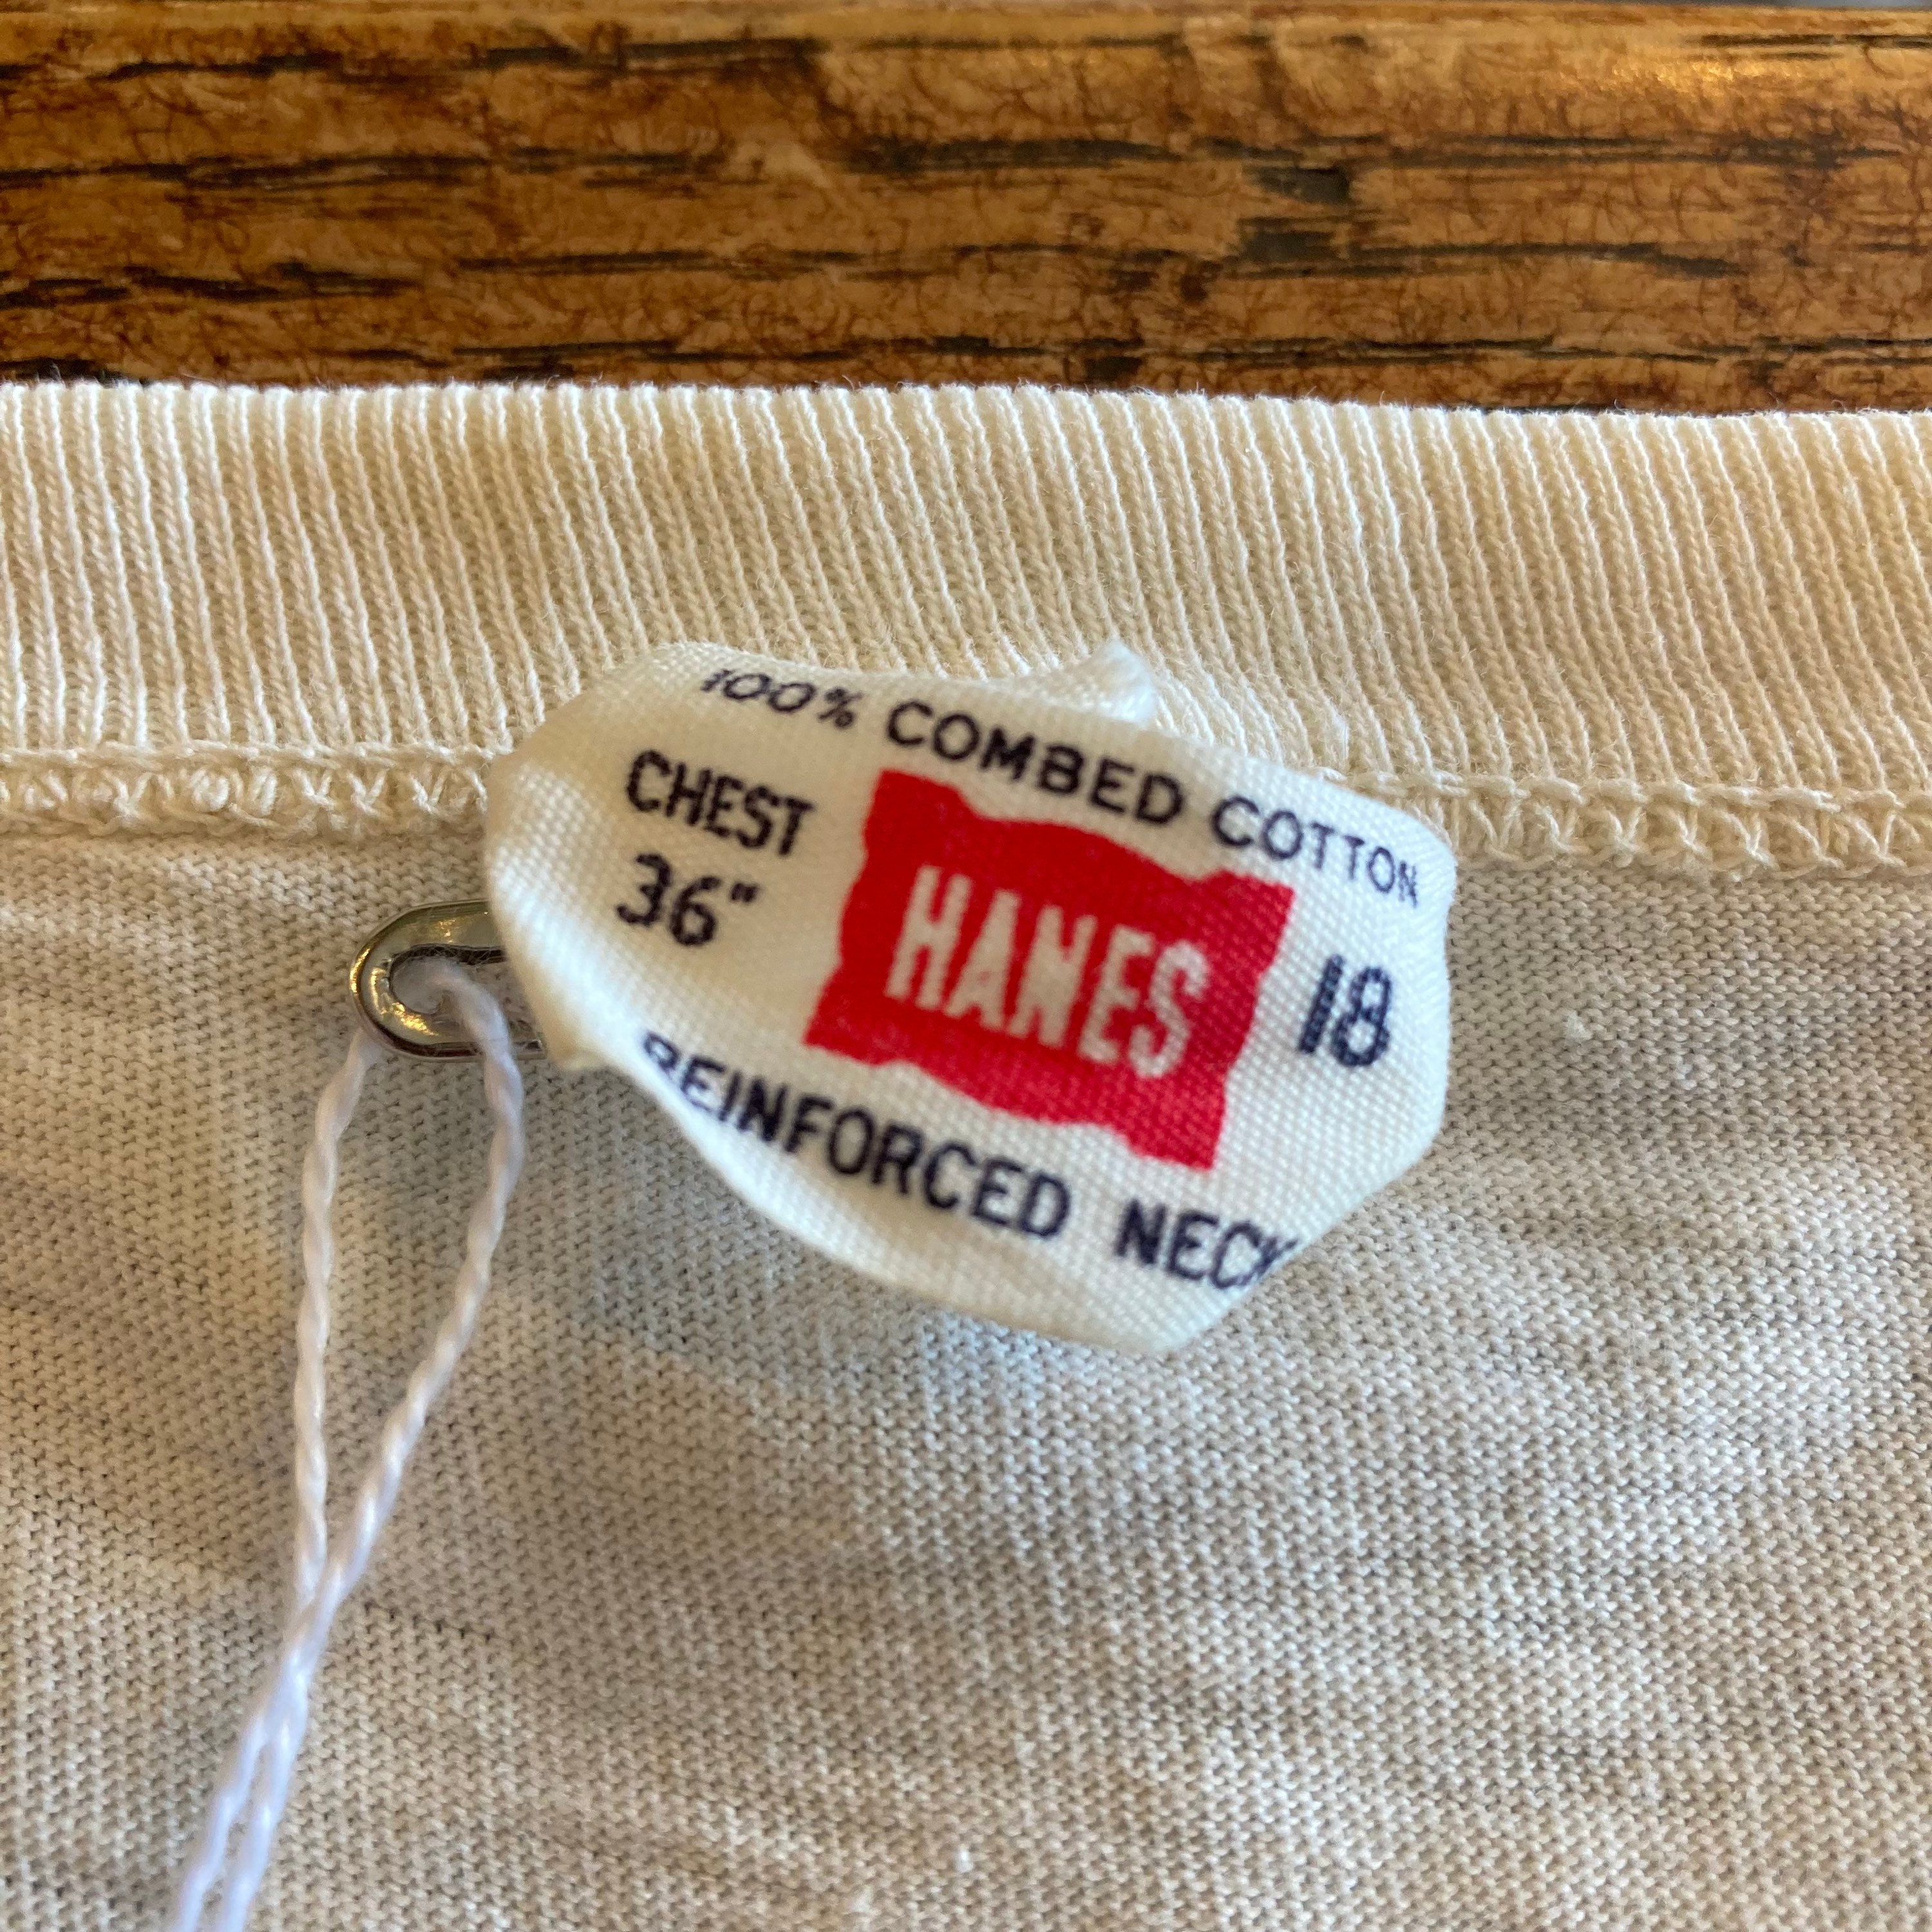 100% COMBED COTTON
CHEST
36"
HANES
18
REINFORCED NECK